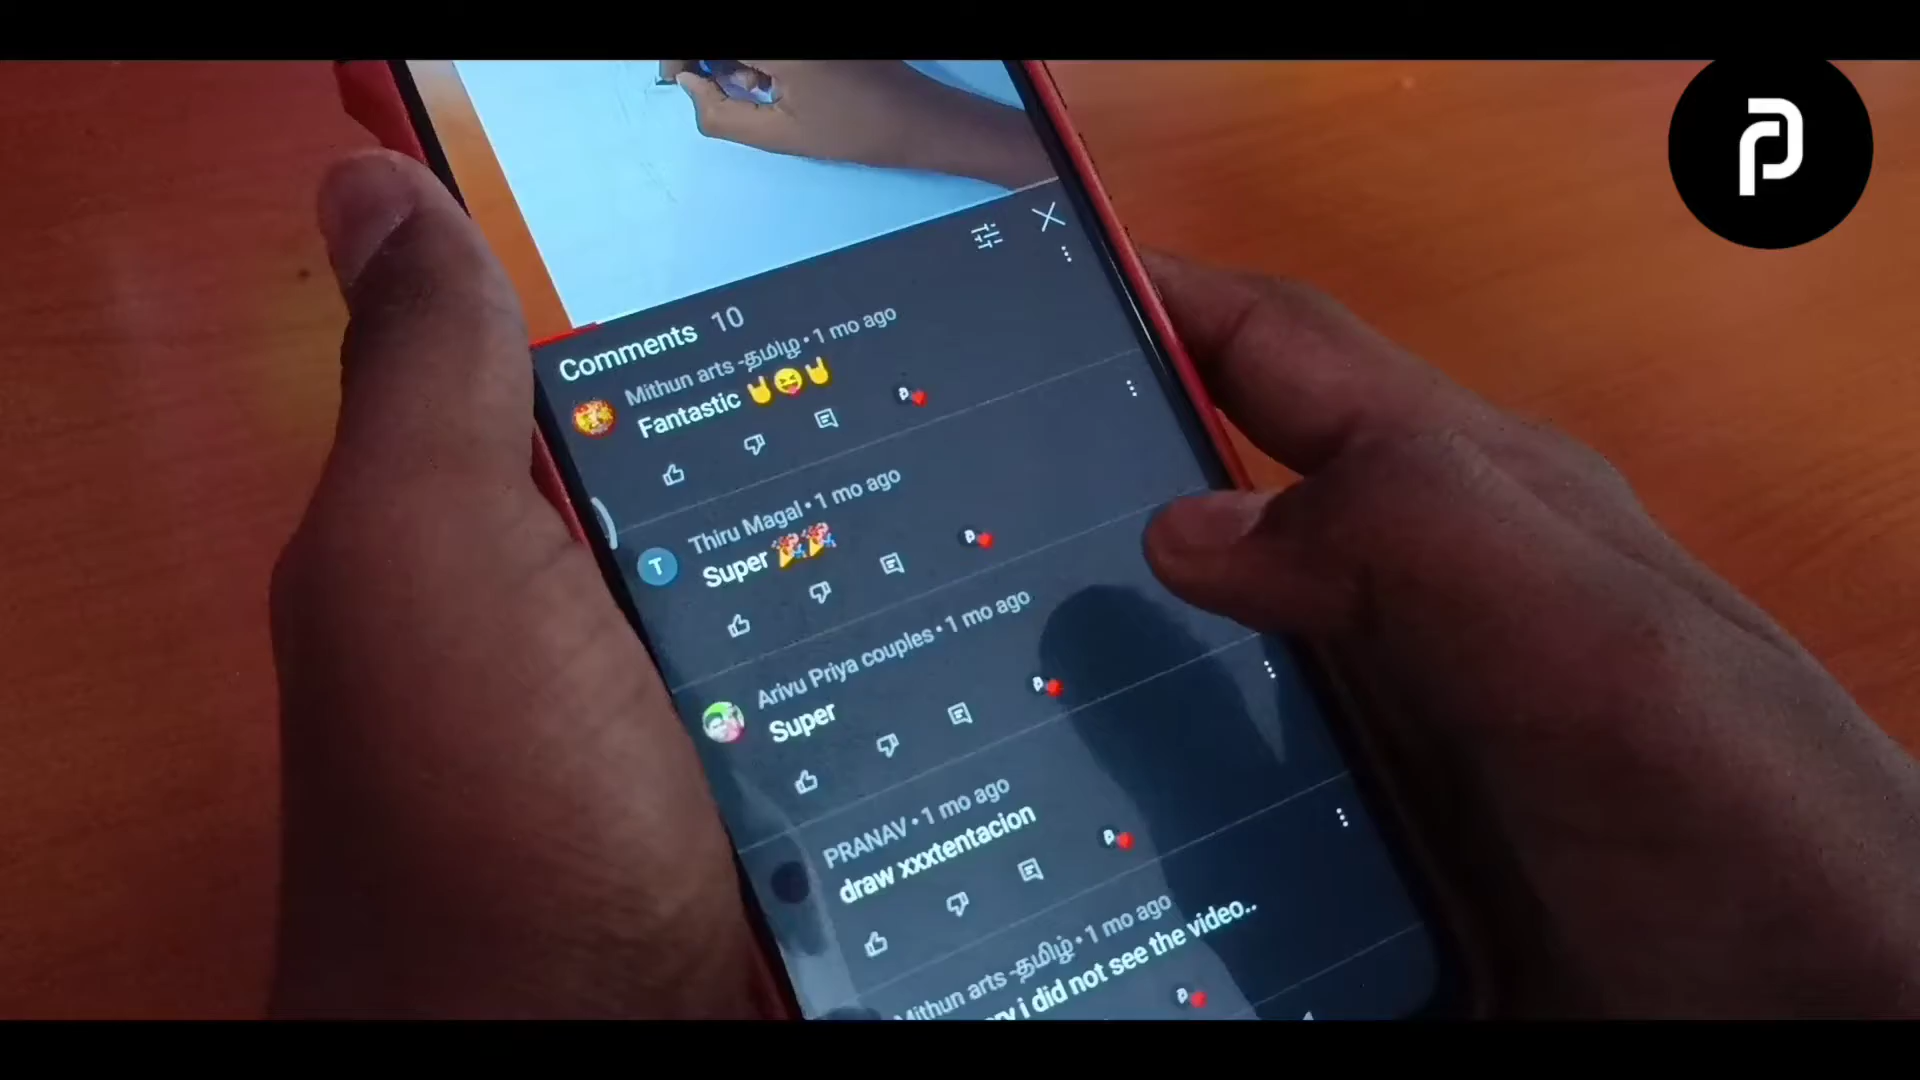 Comments 10
Mithun arts -தமிழ் • 1 mo ago
Fantastic 🤘😝🤘
Thiru Magal • 1 mo ago
T
Super 🎉🎉
Arivu Priya couples • 1 mo ago
Super
PRANAV • 1 mo ago
draw xxxtentacion
Mithun arts -தமிழ் • 1 mo ago
i did not see the video..